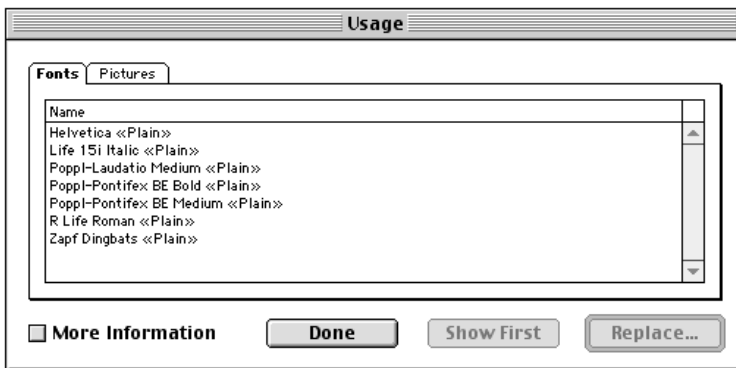 Usage
Fonts Pictures
Name
Helvetica «Plain»
Life 15i Italic «Plain»
Poppl-Laudatio Medium «Plain»
Poppl-Pontifex BE Bold «Plain»
Poppl-Pontifex BE Medium «Plain»
R Life Roman «Plain»
Zapf Dingbats «Plain»
More Information Done Show First Replace...